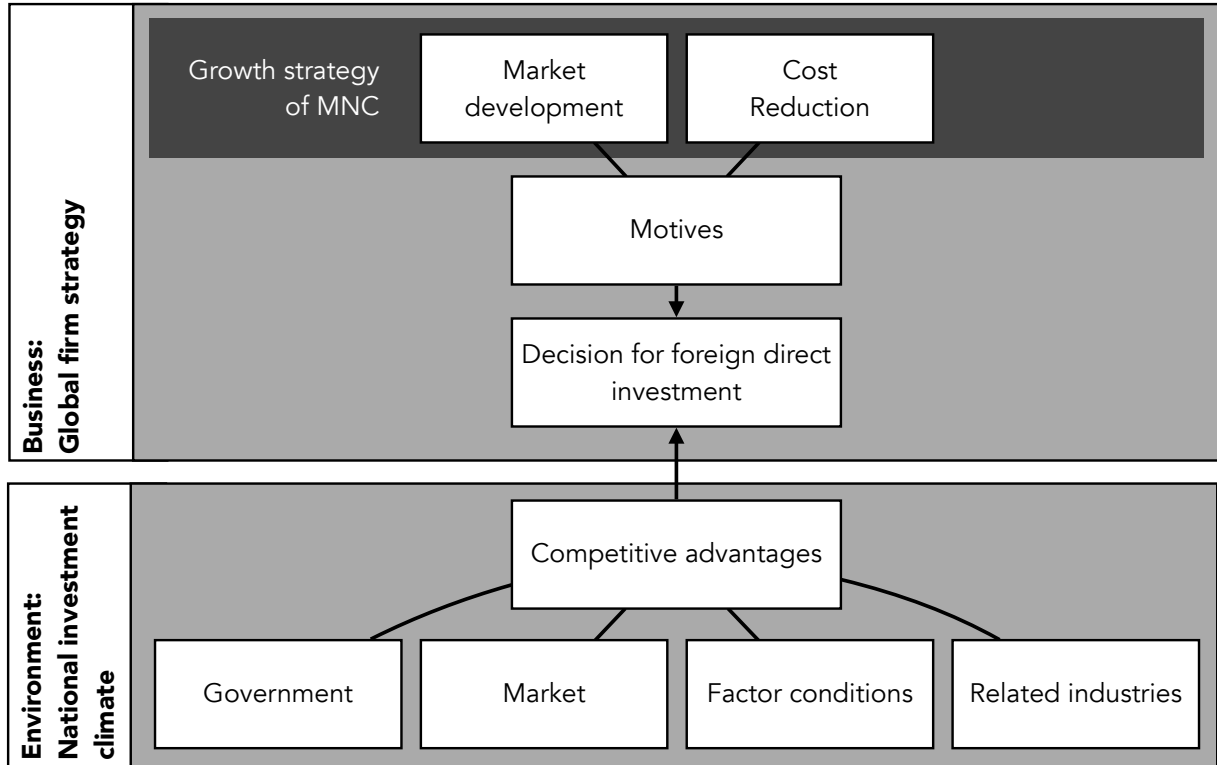 Business:
Global firm strategy
Growth strategy
of MNC
Market
development
Cost
Reduction
Motives
Decision for foreign direct
investment
Environment:
National investment
climate
Competitive advantages
Government
Market
Factor conditions
Related industries